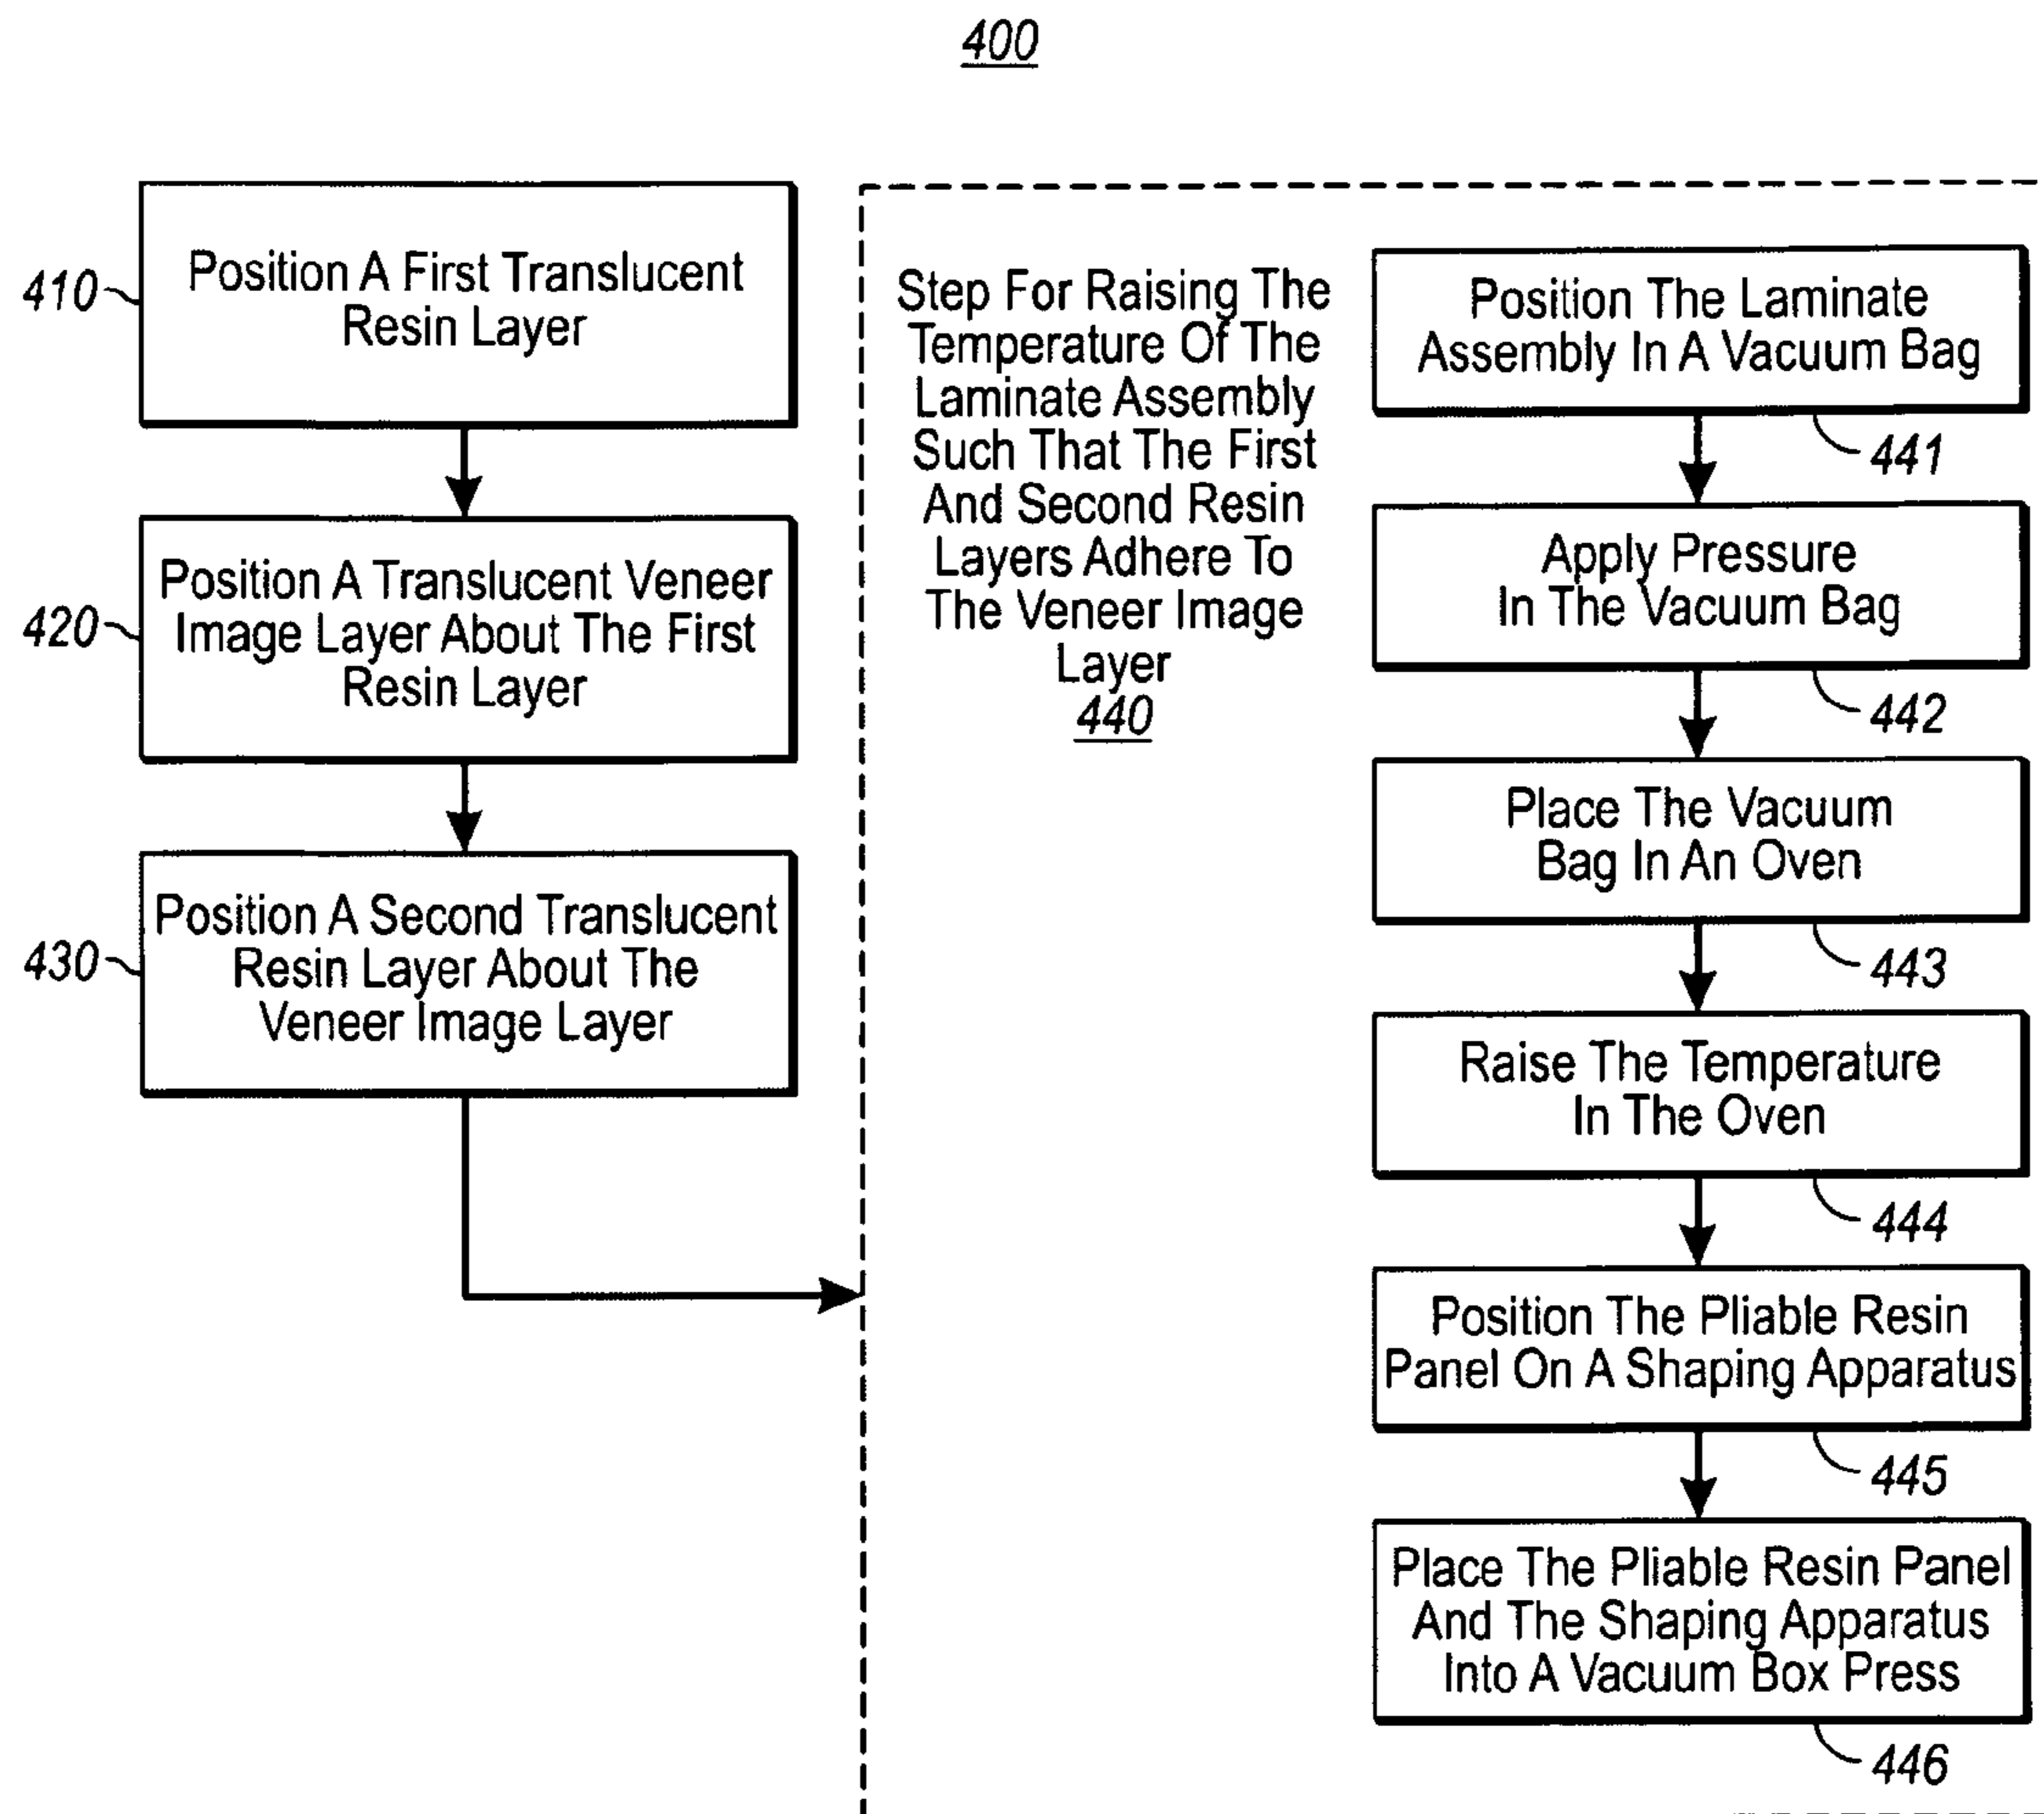 400
410
Position A First Translucent
Resin Layer
420
Position A Translucent Veneer
Image Layer About The First
Resin Layer
430
Position A Second Translucent
Resin Layer About The
Veneer Image Layer
Step For Raising The
Temperature Of The
Laminate Assembly
Such That The First
And Second Resin
Layers Adhere To
The Veneer Image
Layer
440
Position The Laminate
Assembly In A Vacuum Bag
441
Apply Pressure
In The Vacuum Bag
442
Place The Vacuum
Bag In An Oven
443
Raise The Temperature
In The Oven
444
Position The Pliable Resin
Panel On A Shaping Apparatus
445
Place The Pliable Resin Panel
And The Shaping Apparatus
Into A Vacuum Box Press
446